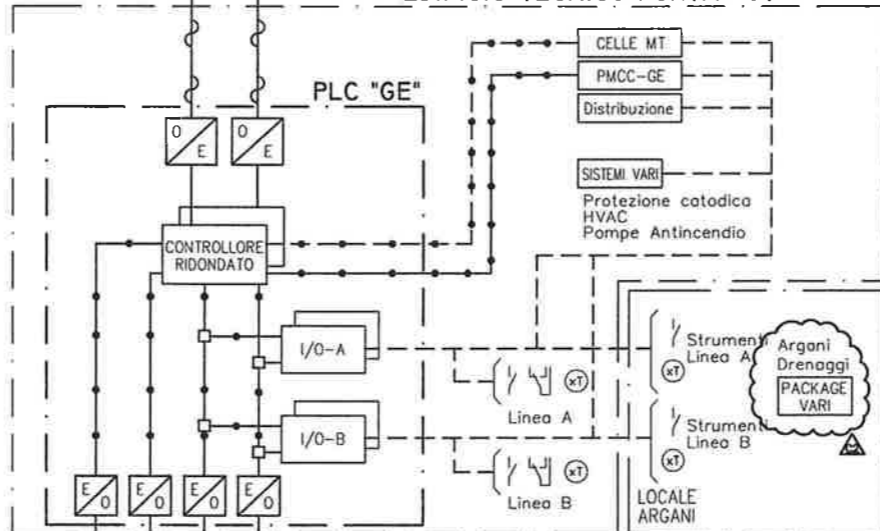 CELLE MT
PLC "GE"
PMCC-GE
Distribuzione
O
E
O
E
SISTEMI VARI
Protezione catodica
HVAC
Pompe Antincendio
CONTROLLORE
RIDONDATO
I/O-A
Strumenti
Linea A
xT
xT
Linea A
Argani
Drenaggi
PACKAGE
VARI
I/O-B
Strumenti
Linea B
xT
xT
Linea B
E
O
E
O
E
O
E
O
LOCALE
ARGANI